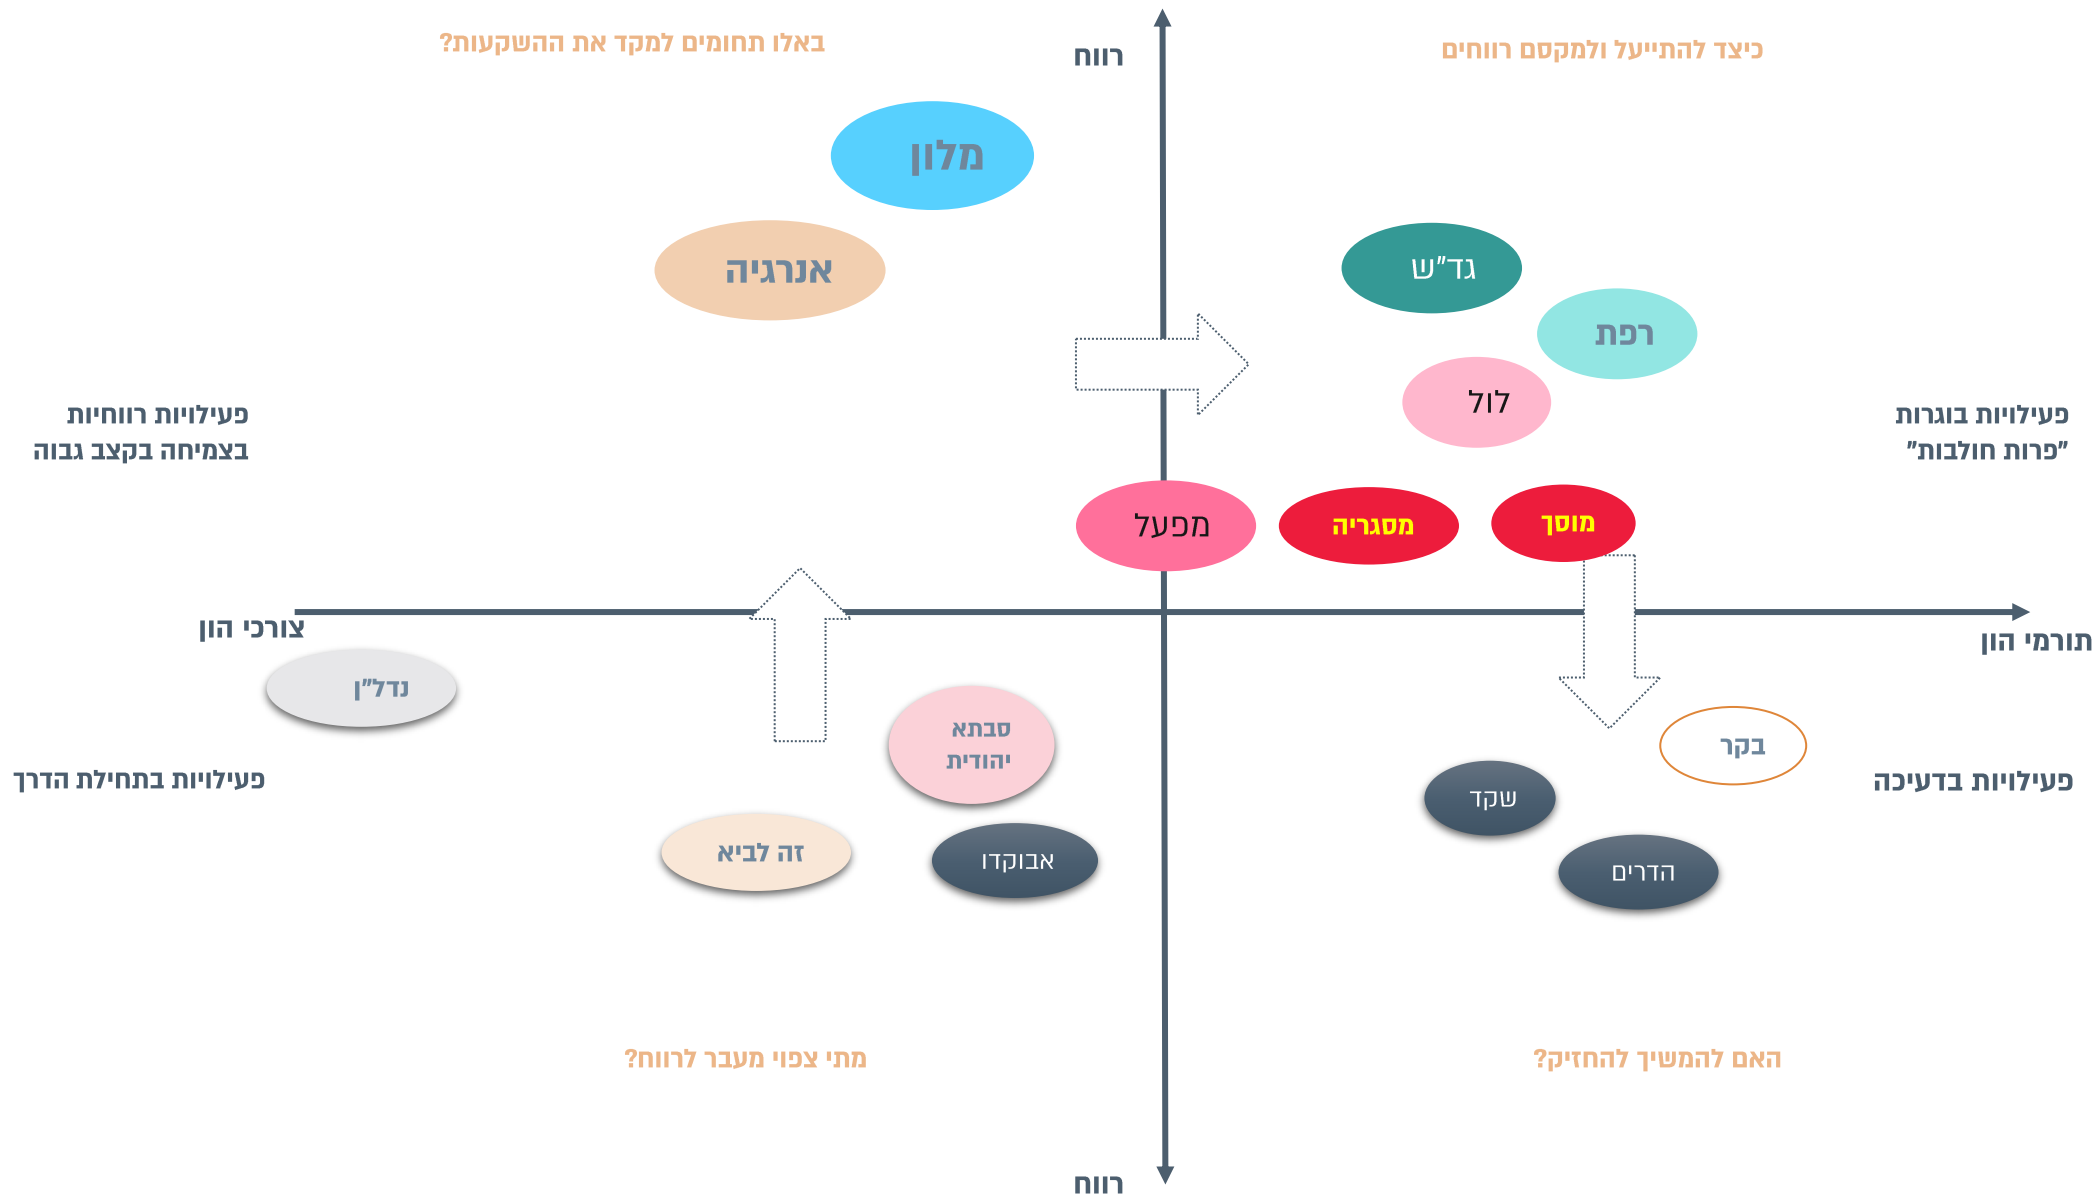 כיצד להתייעל ולמקסם רווחים
רווח
באלו תחומים למקד את ההשקעות?
מלון
גד"ש
אנרגיה
רפת
לול
פעילויות בוגרות
"פרות חולבות"
פעילויות רווחיות
בצמיחה בקצב גבוה
מוסך
מסגריה
מפעל
תורמי הון
צורכי הון
נדל"ן
סבתא
יהודית
בקר
פעילויות בדעיכה
שקד
פעילויות בתחילת הדרך
זה לביא
אבוקדו
הדרים
האם להמשיך להחזיק?
מתי צפוי מעבר לרווח?
רווח